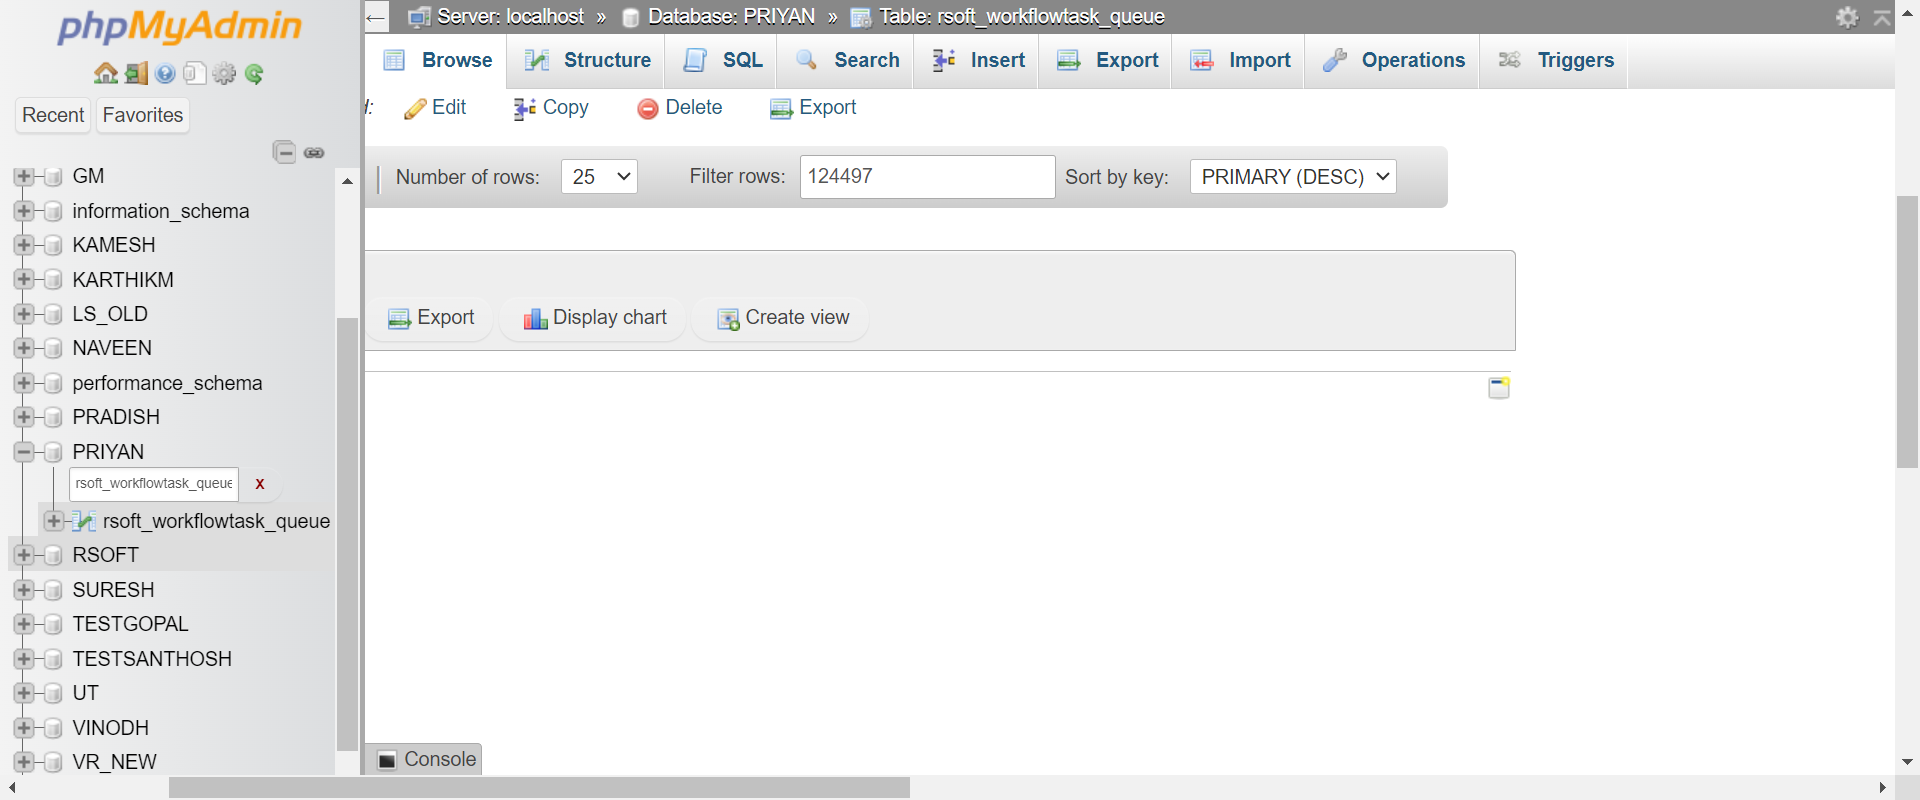 phpMyAdmin
Recent
Favorites
GM
information_schema
KAMESH
KARTHIKM
LS_OLD
NAVEEN
performance_schema
PRADISH
PRIYAN
rsoft_workflowtask_queue
X
rsoft_workflowtask_queue
RSOFT
SURESH
TESTGOPAL
TESTSANTHOSH
UT
VINODH
VR_NEW
Server: localhost » Database: PRIYAN » Table: rsoft_workflowtask_queue
Browse Structure SQL Search Insert Export Import Operations Triggers
Edit Copy Delete Export
Number of rows: 25 Filter rows: 124497 Sort by key: PRIMARY (DESC)
Export Display chart Create view
Console